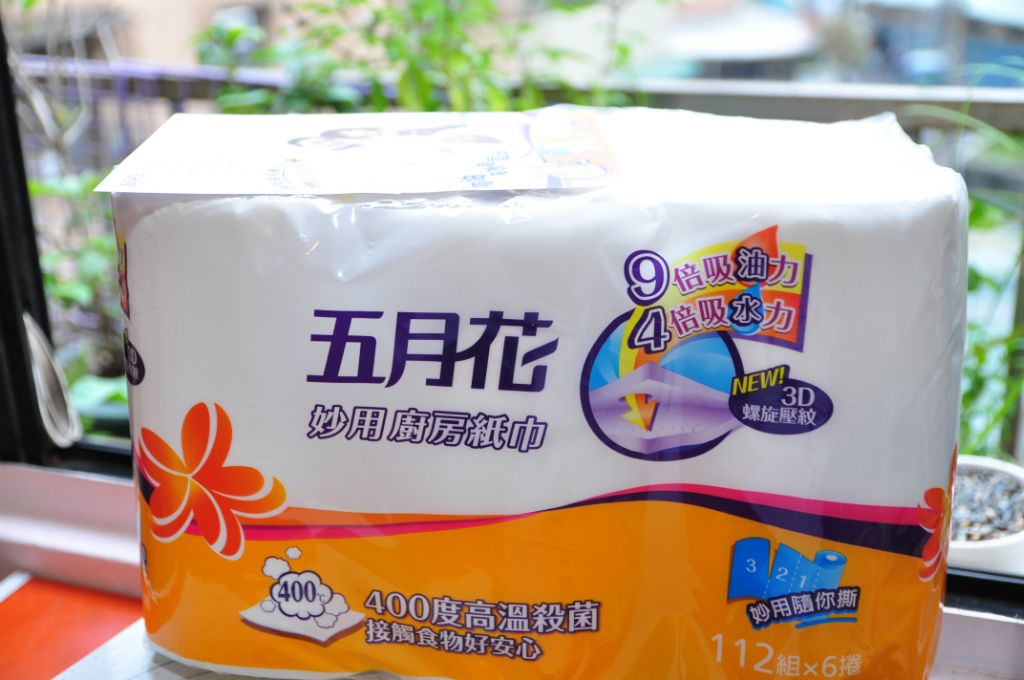 9倍吸油力
4倍吸水力
五月花
妙用廚房紙巾
NEW!
3D
螺旋壓紋
400℃
400度高溫殺菌
接觸食物好安心
3 2 1
妙用隨你撕
112組×6捲